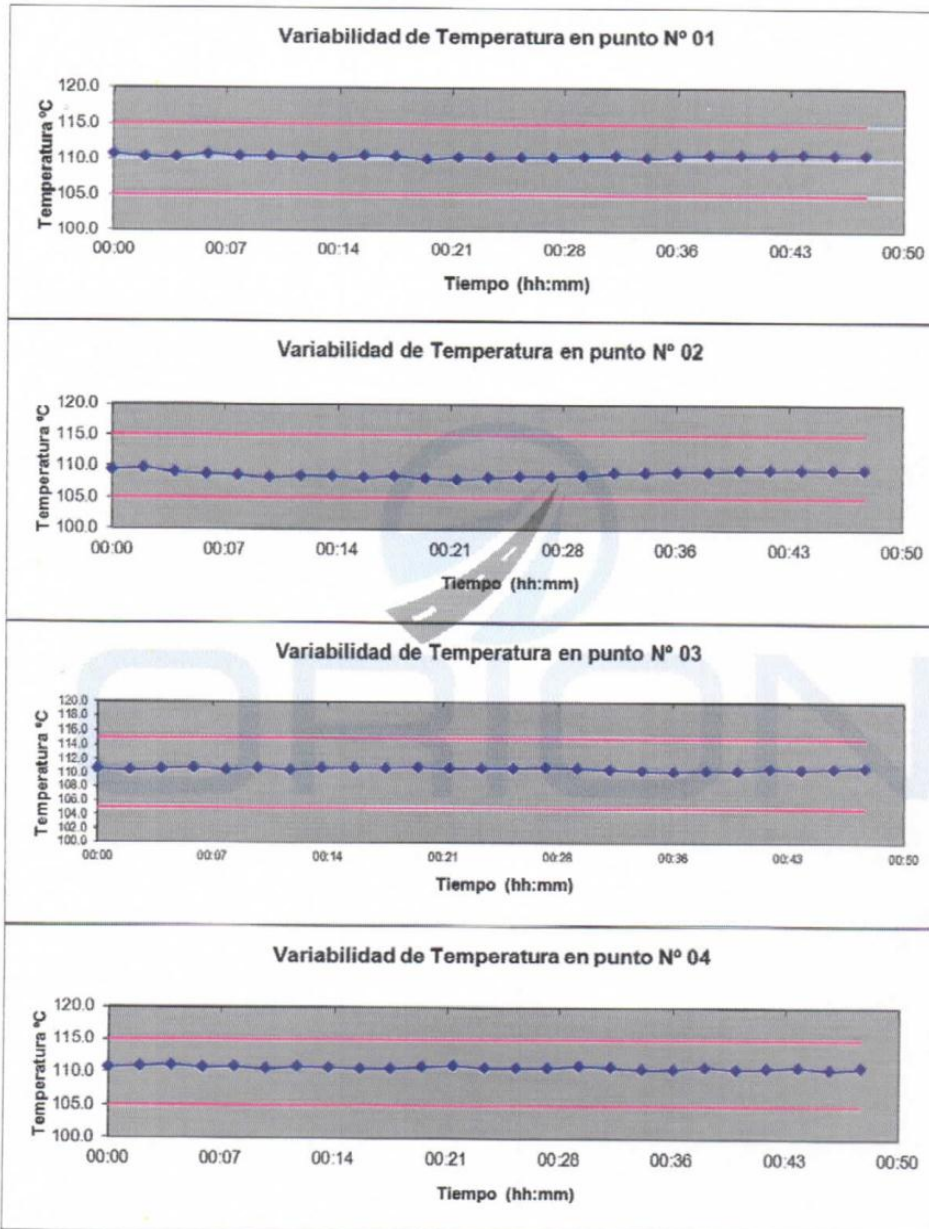 Variabilidad de Temperatura en punto Nº 01
Temperatura ºC
120.0
115.0
110.0
105.0
100.0
00:00 00:07 00:14 00:21 00:28 00:36 00:43 00:50
Tiempo (hh:mm)
Variabilidad de Temperatura en punto Nº 02
Temperatura ºC
120.0
115.0
110.0
105.0
100.0
00:00 00:07 00:14 00:21 00:28 00:36 00:43 00:50
Tiempo (hh:mm)
Variabilidad de Temperatura en punto Nº 03
Temperatura ºC
120.0
118.0
116.0
114.0
112.0
110.0
108.0
106.0
104.0
102.0
100.0
00:00 00:07 00:14 00:21 00:28 00:36 00:43 00:50
Tiempo (hh:mm)
ORION
Variabilidad de Temperatura en punto Nº 04
Temperatura ºC
120.0
115.0
110.0
105.0
100.0
00:00 00:07 00:14 00:21 00:28 00:36 00:43 00:50
Tiempo (hh:mm)